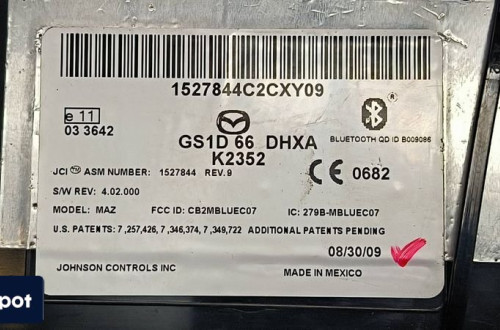 1527844C2CXY09
e 11
03 3642
GS1D 66 DHXA
K2352
BLUETOOTH QD ID B009086
JCI ASM NUMBER: 1527844 REV. 9
0682
S/W REV: 4.02.000
MODEL: MAZ FCC ID: CB2MBLUEC07 IC: 279B-MBLUEC07
U.S. PATENTS: 7,257,426, 7,346,374, 7,349,722 ADDITIONAL PATENTS PENDING
08/30/09
JOHNSON CONTROLS INC MADE IN MEXICO
pot